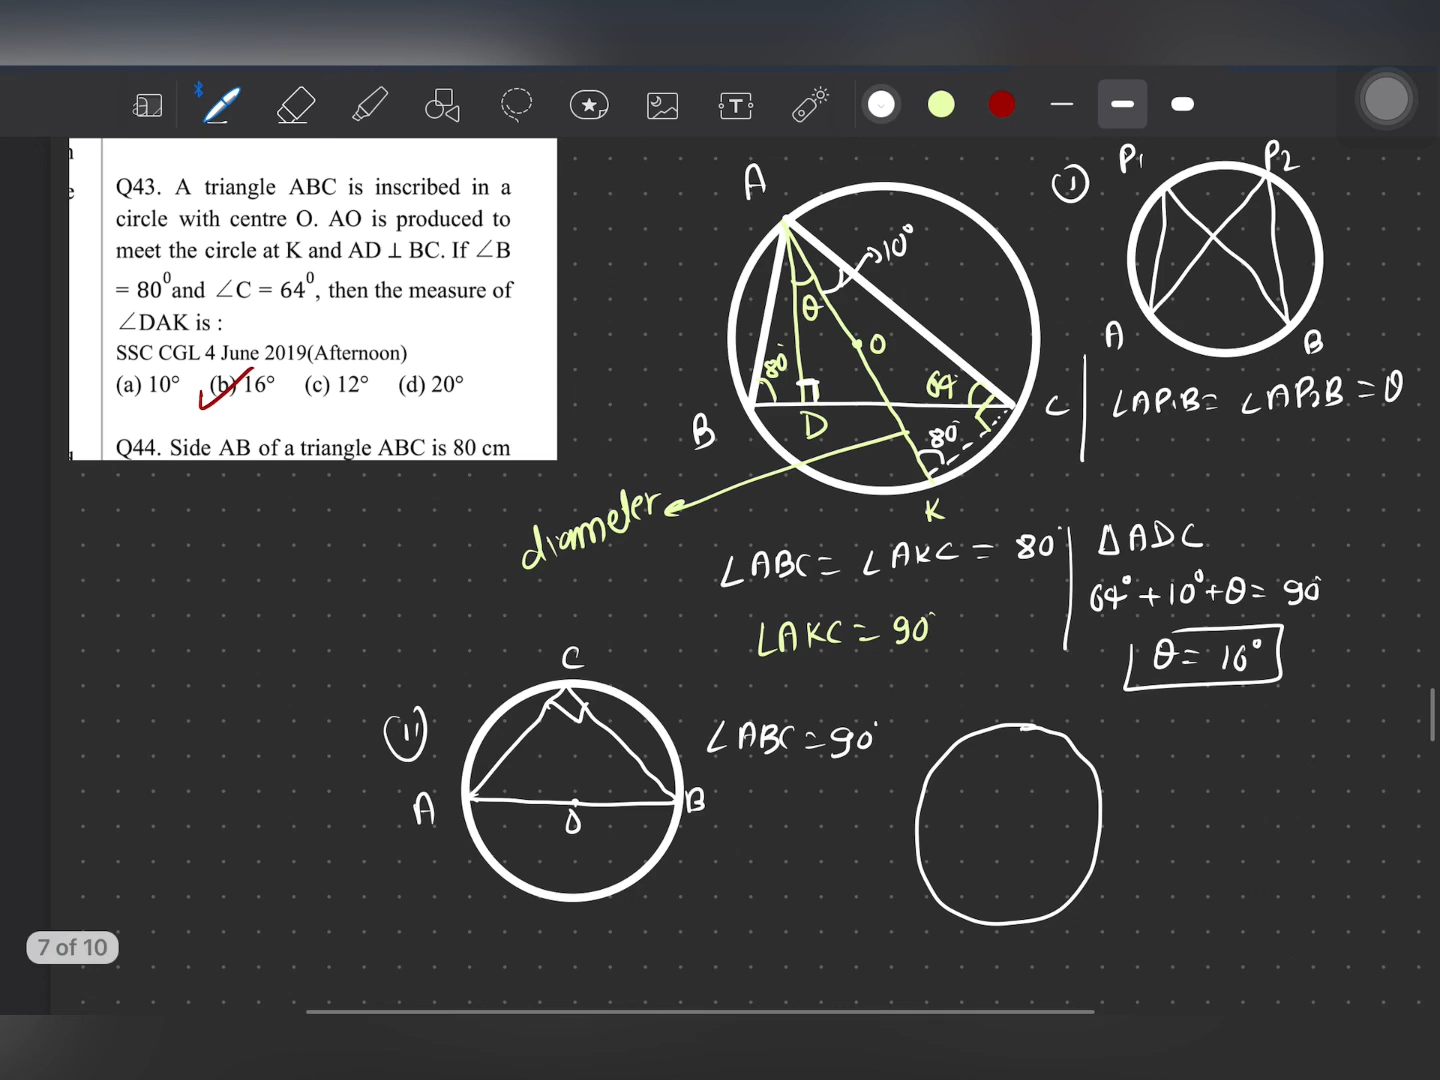 Q43. A triangle ABC is inscribed in a
circle with centre O. AO is produced to
meet the circle at K and AD ⊥ BC. If ∠B
= 80⁰and ∠C = 64⁰, then the measure of
∠DAK is :
SSC CGL 4 June 2019(Afternoon)
(a) 10° (b) 16° (c) 12° (d) 20°
Q44. Side AB of a triangle ABC is 80 cm
A
10°
θ
O
80°
64°
B
D
C
80°
K
diameter
(I)
P1
P2
A
B
∠AP1B = ∠AP2B = θ
∠ABC = ∠AKC = 80°
∠AKC = 90°
△ADC
64° + 10° + θ = 90°
θ = 16°
(II)
C
A
O
B
∠ABC = 90°
7 of 10
T